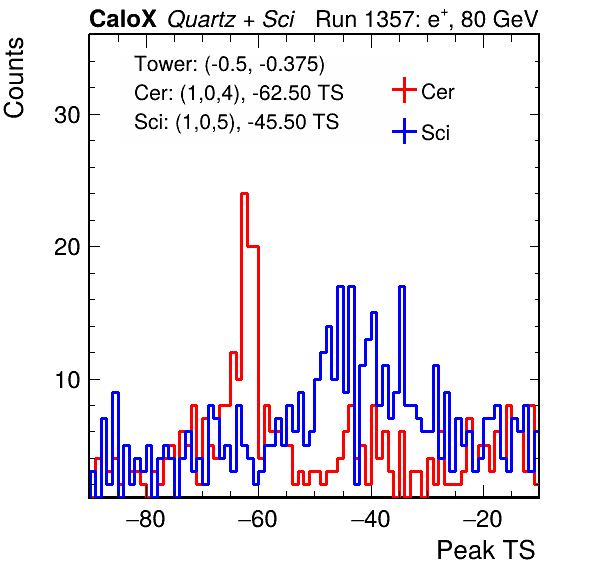 CaloX Quartz + Sci Run 1357: e⁺, 80 GeV
Counts
Tower: (-0.5, -0.375)
Cer: (1,0,4), -62.50 TS
Sci: (1,0,5), -45.50 TS
Cer
Sci
30
20
10
−80 −60 −40 −20
Peak TS